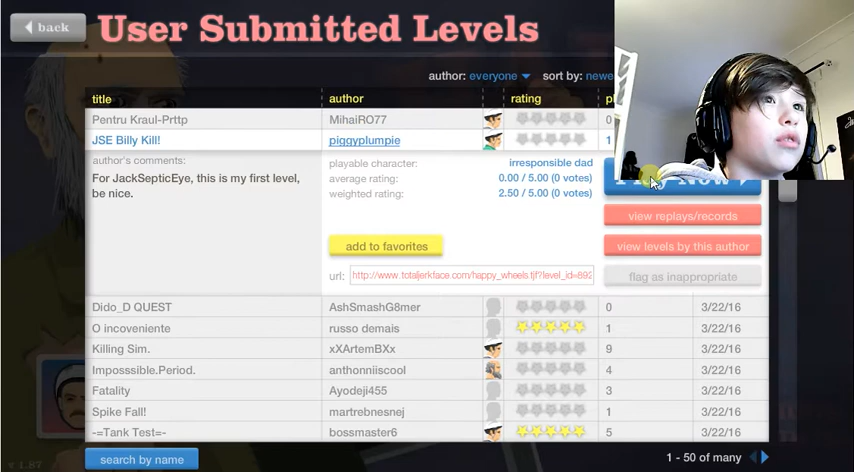 back
User Submitted Levels
author: everyone sort by: newe
title author rating pl
Pentru Kraul-Prttp MihaiRO77 0
JSE Billy Kill! piggyplumpie 1
author's comments:
For JackSepticEye, this is my first level,
be nice.
playable character: irresponsible dad
average rating: 0.00 / 5.00 (0 votes)
weighted rating: 2.50 / 5.00 (0 votes)
Play Now
view replays/records
add to favorites
view levels by this author
url: http://www.totaljerkface.com/happy_wheels.tjf?level_id=892
flag as inappropriate
Dido_D QUEST AshSmashG8mer 0 3/22/16
O incoveniente russo demais 1 3/22/16
Killing Sim. xXArtemBXx 9 3/22/16
Imposssible.Period. anthonniiscool 4 3/22/16
Fatality Ayodeji455 3 3/22/16
Spike Fall! martrebnesnej 1 3/22/16
-=Tank Test=- bossmaster6 5 3/22/16
search by name
1 - 50 of many
v 1.87